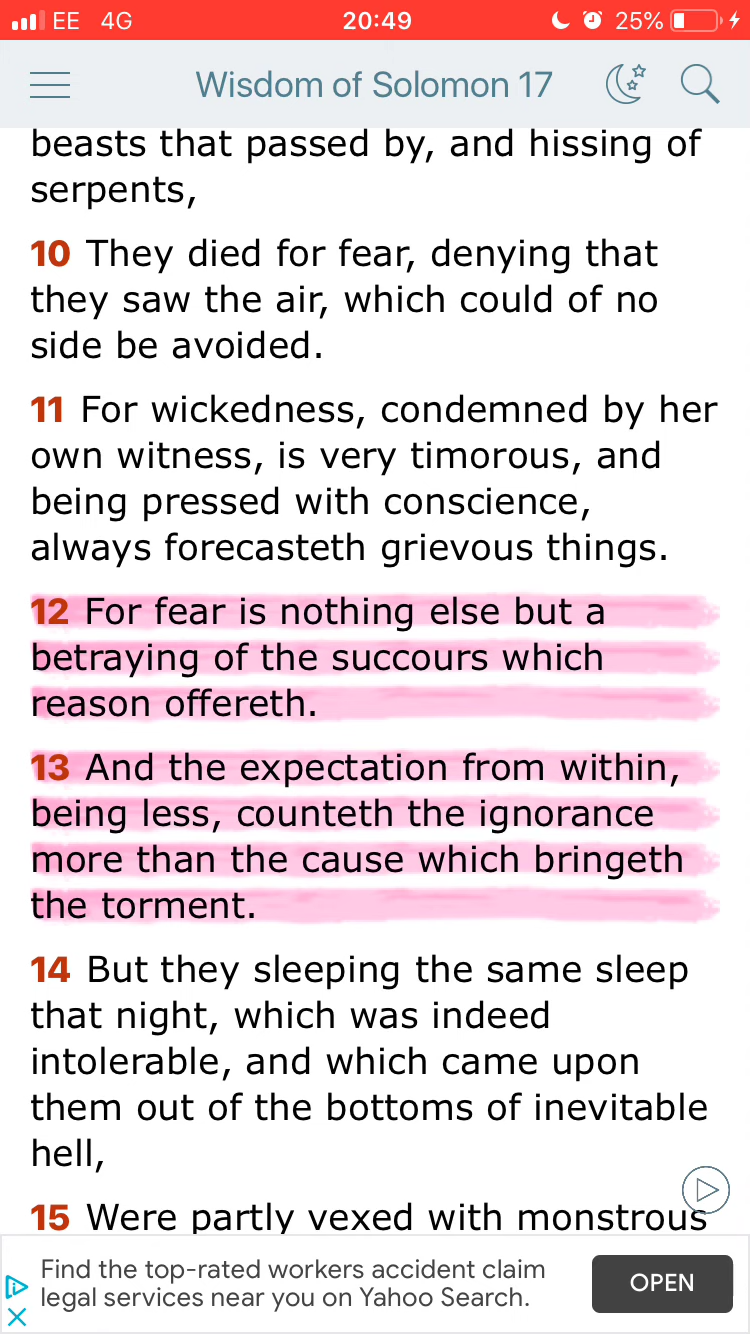 EE 4G 20:49 25%
Wisdom of Solomon 17
beasts that passed by, and hissing of
serpents,
10 They died for fear, denying that
they saw the air, which could of no
side be avoided.
11 For wickedness, condemned by her
own witness, is very timorous, and
being pressed with conscience,
always forecasteth grievous things.
12 For fear is nothing else but a
betraying of the succours which
reason offereth.
13 And the expectation from within,
being less, counteth the ignorance
more than the cause which bringeth
the torment.
14 But they sleeping the same sleep
that night, which was indeed
intolerable, and which came upon
them out of the bottoms of inevitable
hell,
15 Were partly vexed with monstrous
Find the top-rated workers accident claim
legal services near you on Yahoo Search.
OPEN